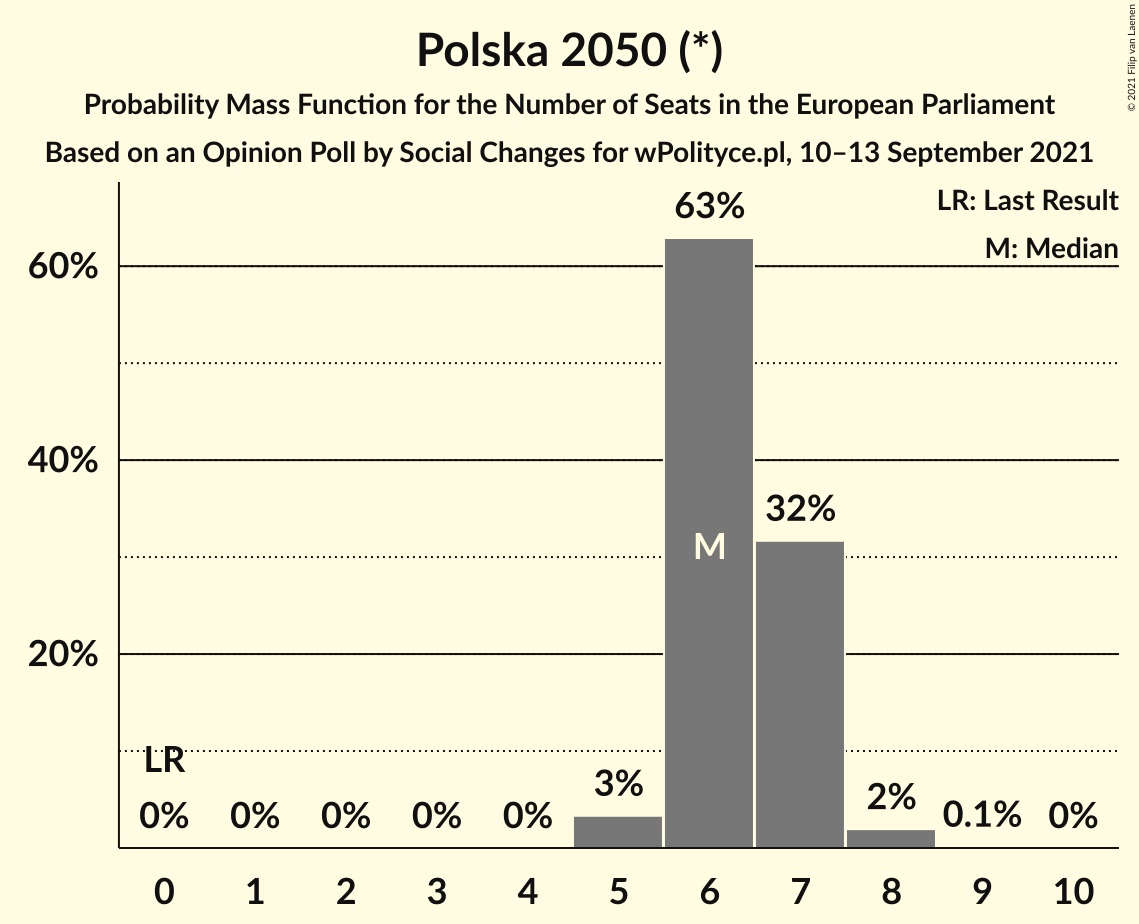 Polska 2050 (*)
Probability Mass Function for the Number of Seats in the European Parliament
Based on an Opinion Poll by Social Changes for wPolityce.pl, 10–13 September 2021
© 2021 Filip van Laenen
LR: Last Result
M: Median
63%
60%
40%
32%
M
20%
LR
3%
2%
0%
0%
0%
0%
0%
0.1%
0%
0 1 2 3 4 5 6 7 8 9 10